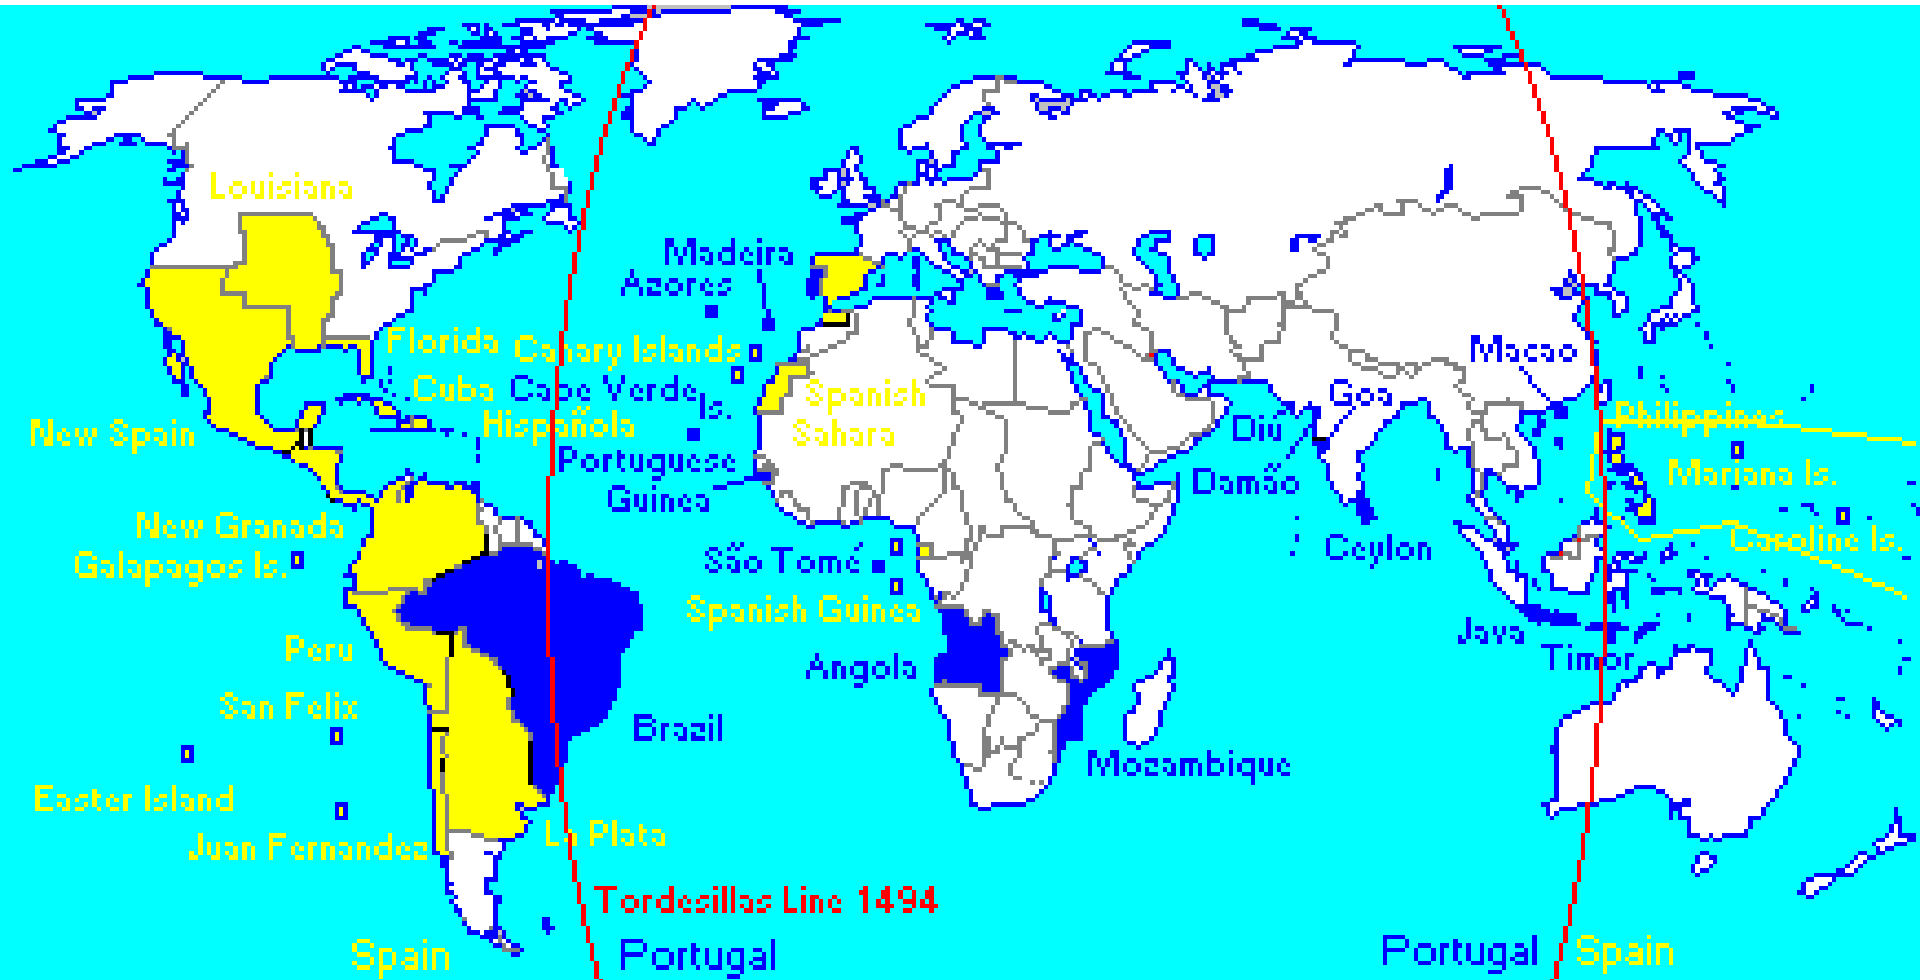 Louisiana
Madeira
Azores
Florida
Canary Islands
Macao
Cuba
Cape Verde
Is.
Spanish
Sahara
Goa
Hispañola
Diu
Philippines
New Spain
Portuguese
Guinea
Damão
Mariana Is.
New Granada
Galapagos Is.
São Tomé
Ceylon
Caroline Is.
Spanish Guinea
Peru
Angola
Java
Timor
San Felix
Brazil
Mozambique
Easter Island
Juan Fernandez
La Plata
Tordesillas Line 1494
Spain
Portugal
Portugal
Spain